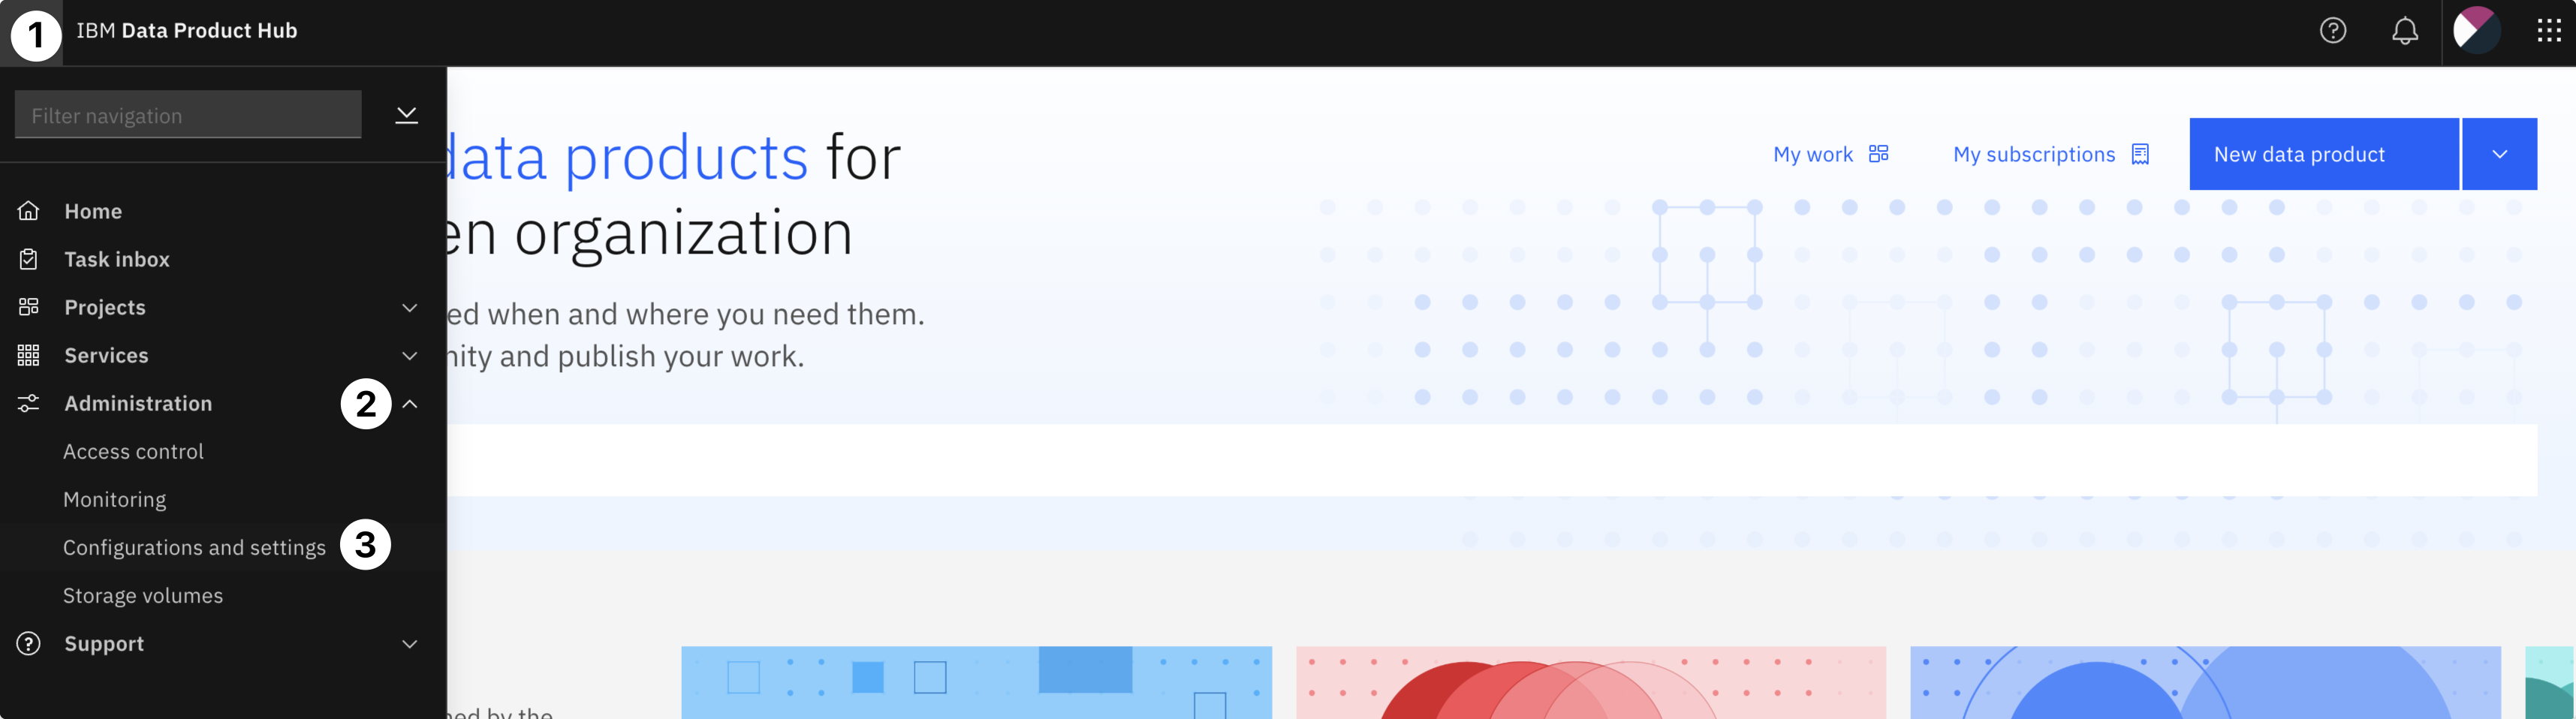 1
IBM Data Product Hub
Filter navigation
Home
Task inbox
Projects
Services
Administration 2
Access control
Monitoring
Configurations and settings 3
Storage volumes
Support
data products for
en organization
ed when and where you need them.
nity and publish your work.
My work
My subscriptions
New data product
by the